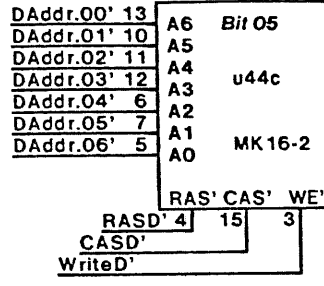 DAddr.00' 13 A6 Bit 05
DAddr.01' 10 A5
DAddr.02' 11 A4 u44c
DAddr.03' 12 A3
DAddr.04' 6 A2
DAddr.05' 7 A1 MK16-2
DAddr.06' 5 A0
RAS' CAS' WE'
RASD' 4 15 3
CASD'
WriteD'